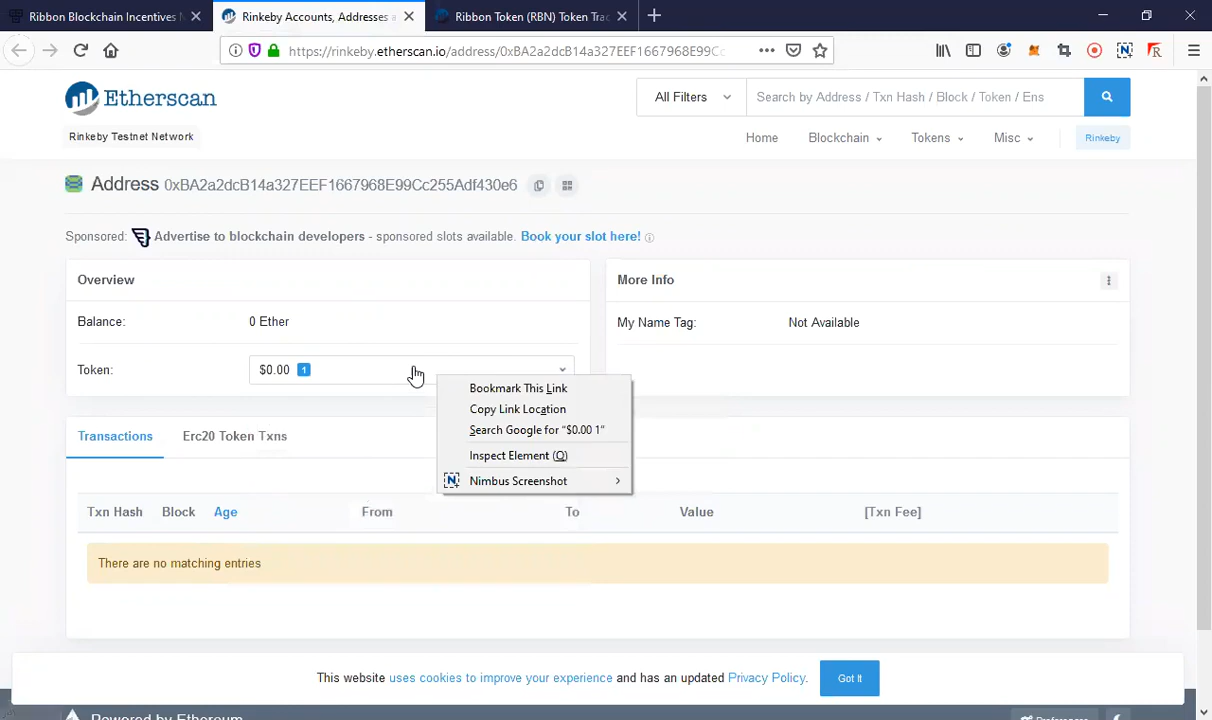 Ribbon Blockchain Incentives
Rinkeby Accounts, Addresses a
Ribbon Token (RBN) Token Trac
https://rinkeby.etherscan.io/address/0xBA2a2dcB14a327EEF1667968E99Cc
Etherscan
All Filters
Search by Address / Txn Hash / Block / Token / Ens
Rinkeby Testnet Network
Home
Blockchain
Tokens
Misc
Rinkeby
Address 0xBA2a2dcB14a327EEF1667968E99Cc255Adf430e6
Sponsored: Advertise to blockchain developers - sponsored slots available. Book your slot here!
Overview
More Info
Balance: 0 Ether
My Name Tag: Not Available
Token: $0.00 1
Bookmark This Link
Copy Link Location
Search Google for “$0.00 1”
Inspect Element (Q)
Nimbus Screenshot
Transactions
Erc20 Token Txns
Txn Hash Block Age From To Value [Txn Fee]
There are no matching entries
This website uses cookies to improve your experience and has an updated Privacy Policy.
Got It
Powered by Ethereum
Preferences